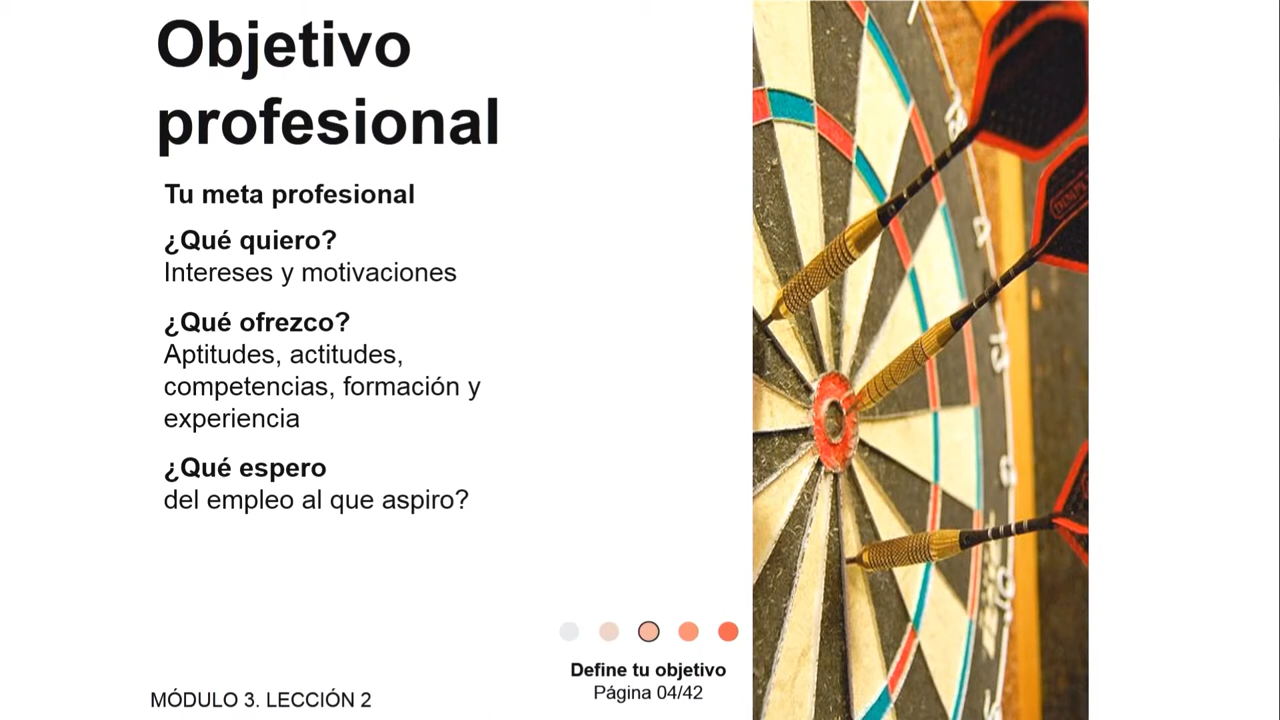 Objetivo
profesional
Tu meta profesional
¿Qué quiero?
Intereses y motivaciones
¿Qué ofrezco?
Aptitudes, actitudes,
competencias, formación y
experiencia
¿Qué espero
del empleo al que aspiro?
Define tu objetivo
Página 04/42
MÓDULO 3. LECCIÓN 2